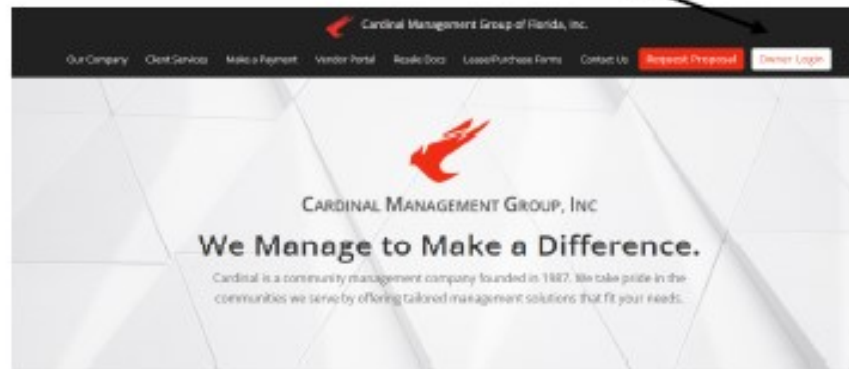 Cardinal Management Group of Florida, Inc.
Our Company Client Services Make a Payment Vendor Portal Resale Docs Lease/Purchase Forms Contact Us Request Proposal Owner Login
CARDINAL MANAGEMENT GROUP, INC
We Manage to Make a Difference.
Cardinal is a community management company founded in 1987. We take pride in the
communities we serve by offering tailored management solutions that fit your needs.